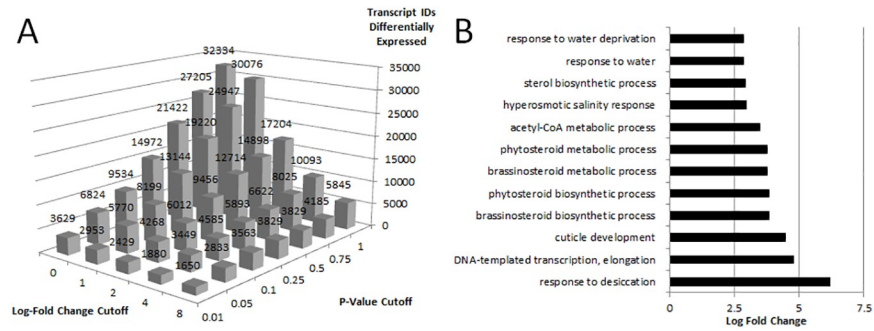 A
Transcript IDs
Differentially
Expressed
32334
30076
27205
24947
21422
19220
17204
14972
14898
13144
12714
10093
9534
9456
8199
8025
6824
6622
5845
5770
6012
5893
4185
3629
4268
4585
3829
3829
2953
3449
3563
2429
2833
1880
1650
35000
30000
25000
20000
15000
10000
5000
0
0
1
2
4
8
0.01
0.05
0.1
0.25
0.5
0.75
1
Log-Fold Change Cutoff
P-Value Cutoff
B
response to water deprivation
response to water
sterol biosynthetic process
hyperosmotic salinity response
acetyl-CoA metabolic process
phytosteroid metabolic process
brassinosteroid metabolic process
phytosteroid biosynthetic process
brassinosteroid biosynthetic process
cuticle development
DNA-templated transcription, elongation
response to desiccation
0
2.5
5
7.5
Log Fold Change